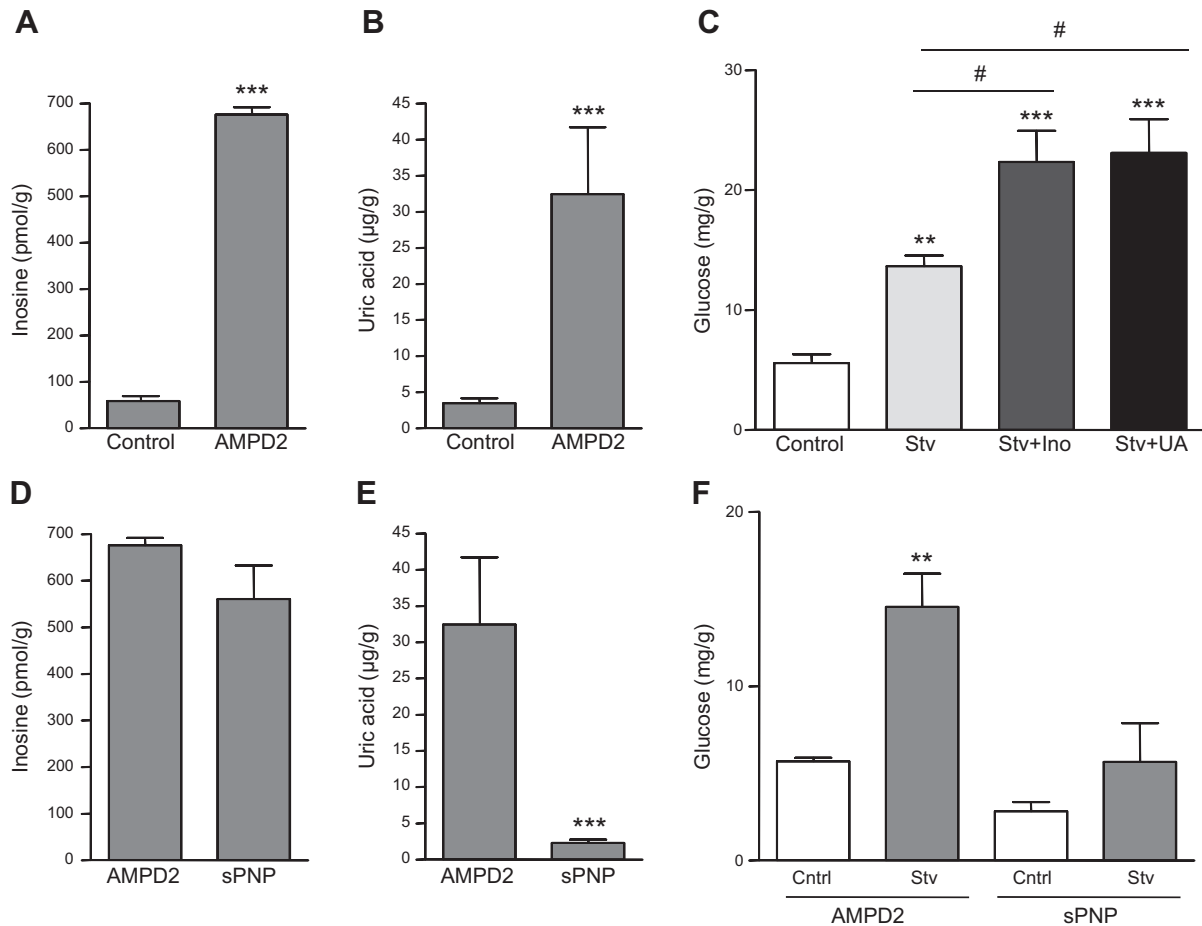 A
Inosine (pmol/g)
700
600
500
400
300
200
100
0
***
Control
AMPD2
B
Uric acid (µg/g)
45
40
35
30
25
20
15
10
5
0
***
Control
AMPD2
C
Glucose (mg/g)
30
20
10
0
#
#
**
***
***
Control
Stv
Stv+Ino
Stv+UA
D
Inosine (pmol/g)
700
600
500
400
300
200
100
0
AMPD2
sPNP
E
Uric acid (µg/g)
45
40
35
30
25
20
15
10
5
0
***
AMPD2
sPNP
F
Glucose (mg/g)
20
10
0
**
Cntrl
Stv
Cntrl
Stv
AMPD2
sPNP